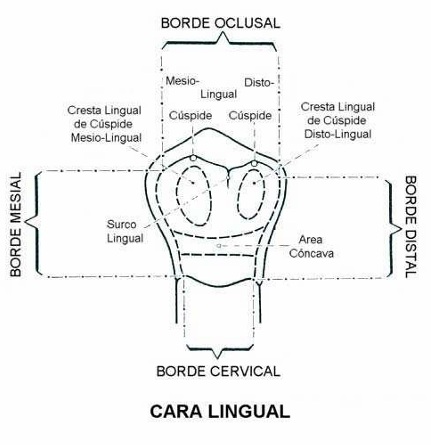 BORDE OCLUSAL
Mesio-
Disto-
Lingual
Cúspide
Cúspide
Cresta Lingual
de Cúspide
Mesio-Lingual
Cresta Lingual
de Cúspide
Disto-Lingual
BORDE MESIAL
BORDE DISTAL
Surco
Lingual
Area
Cóncava
BORDE CERVICAL
CARA LINGUAL